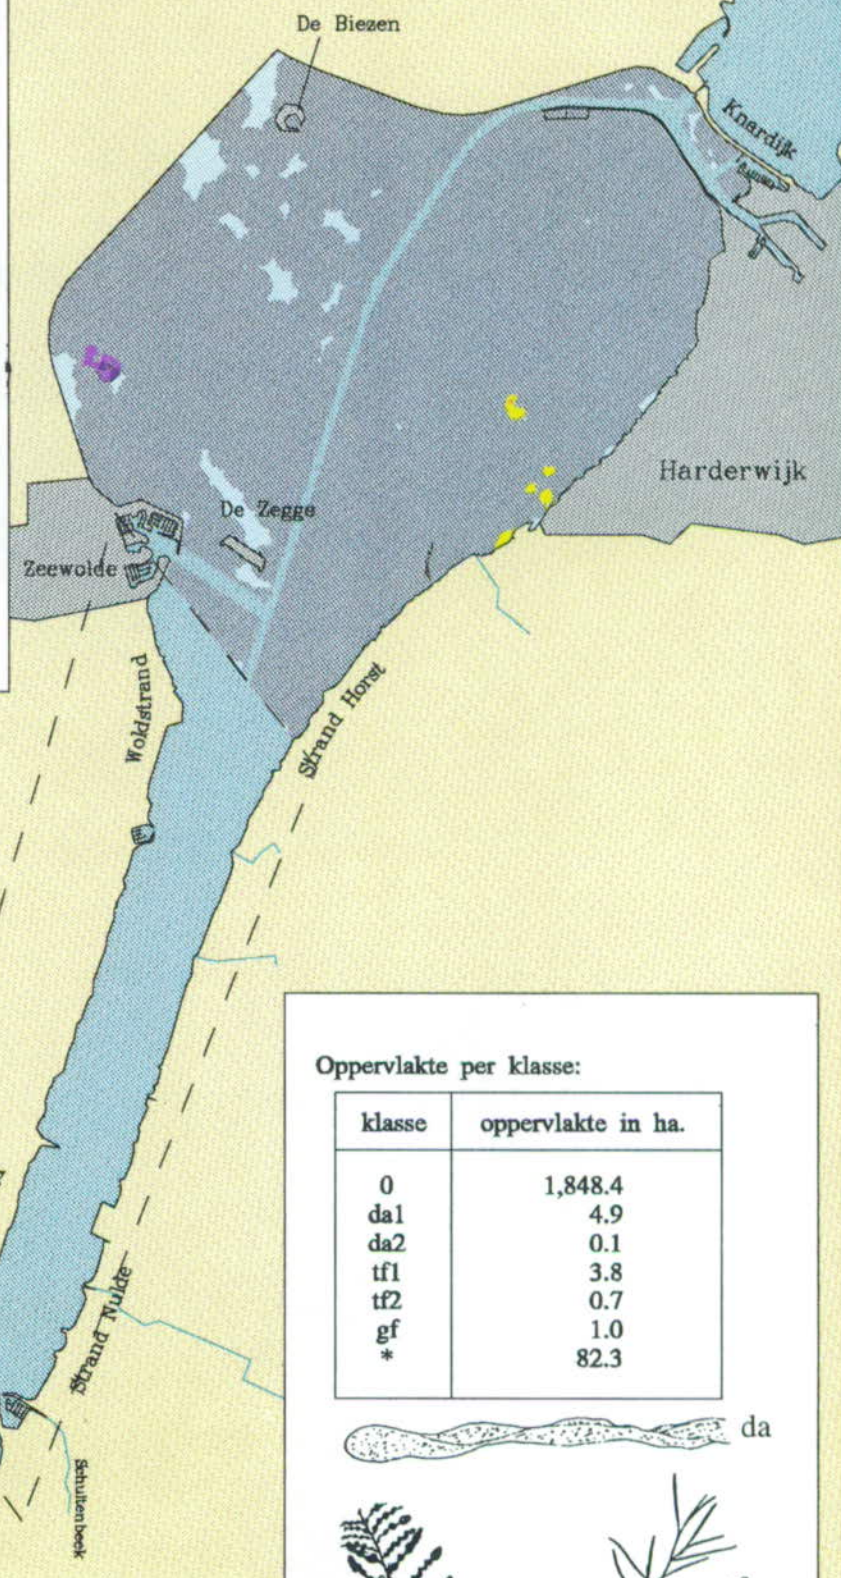 De Biezen
Knardijk
Harderwijk
De Zegge
Zeewolde
Woldstrand
Strand Horst
Strand Nulde
Schuitenbeek
Oppervlakte per klasse:
klasse oppervlakte in ha.
0 1,848.4
da1 4.9
da2 0.1
tf1 3.8
tf2 0.7
gf 1.0
* 82.3
da